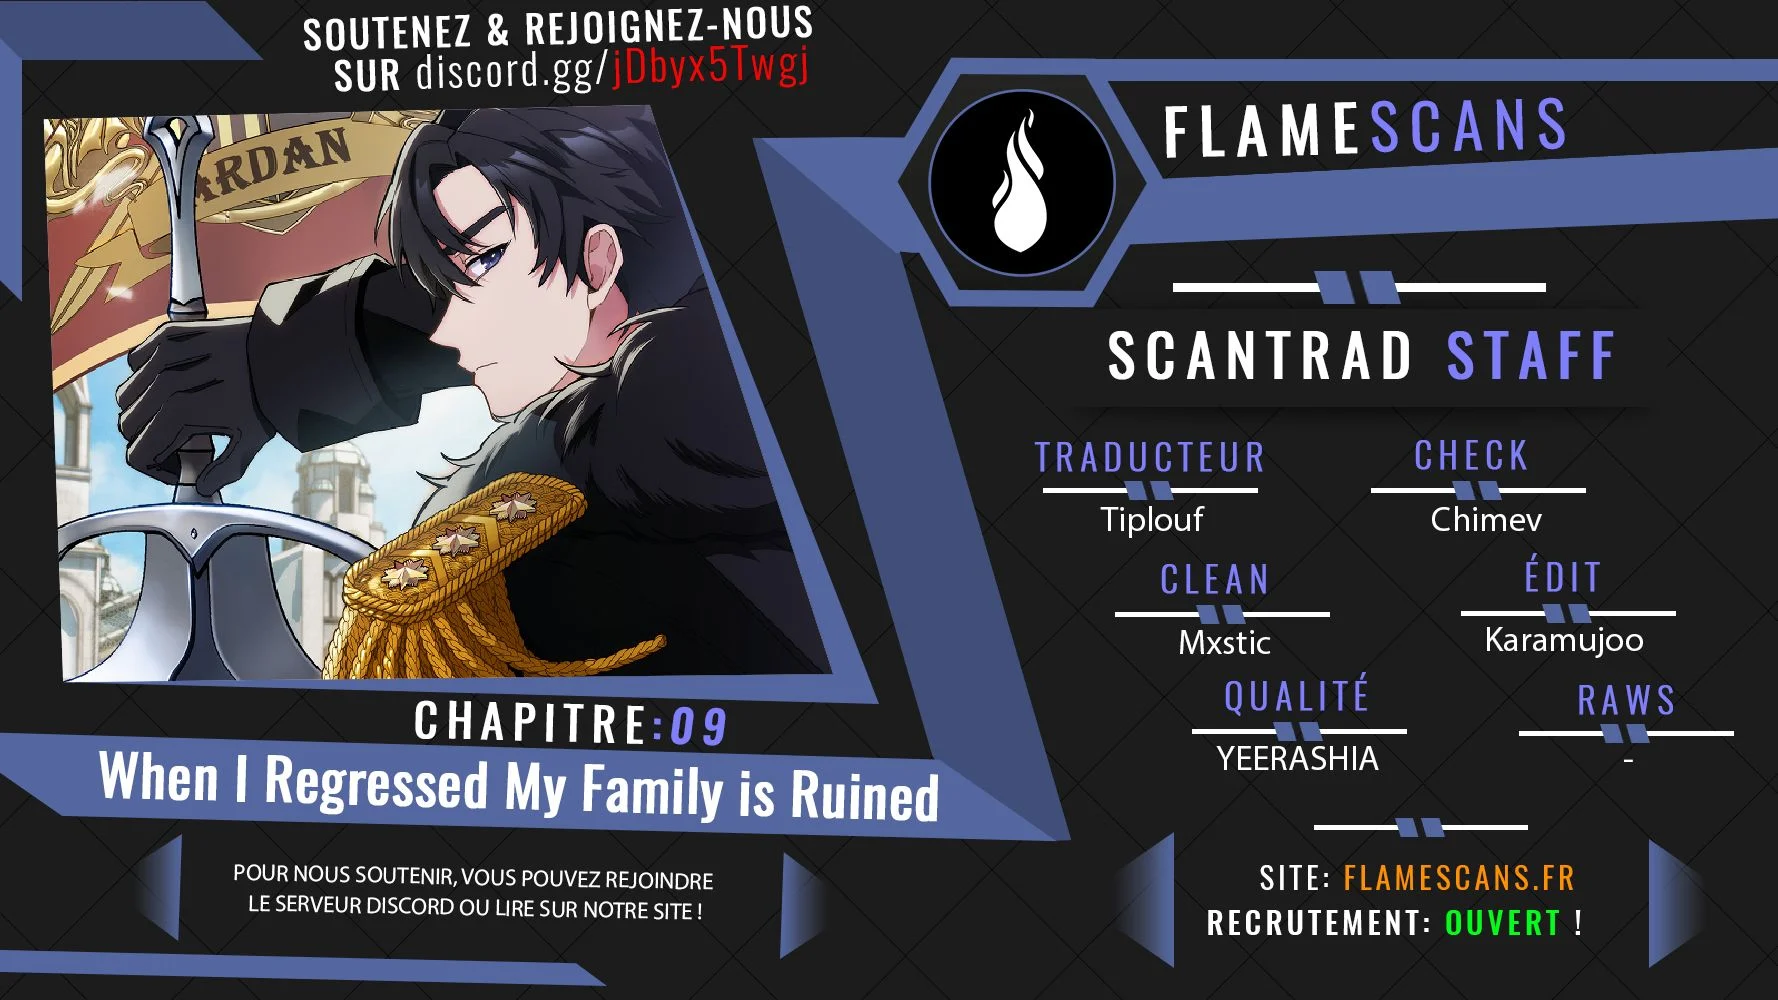 SOUTENEZ & REJOIGNEZ-NOUS
SUR discord.gg/jDbyx5Twgj
ARDAN
CHAPITRE:09
When I Regressed My Family is Ruined
POUR NOUS SOUTENIR, VOUS POUVEZ REJOINDRE
LE SERVEUR DISCORD OU LIRE SUR NOTRE SITE !
FLAMESCANS
SCANTRAD STAFF
TRADUCTEUR
Tiplouf
CHECK
Chimev
CLEAN
Mxstic
ÉDIT
Karamujoo
QUALITÉ
YEERASHIA
RAWS
-
SITE: FLAMESCANS.FR
RECRUTEMENT: OUVERT !